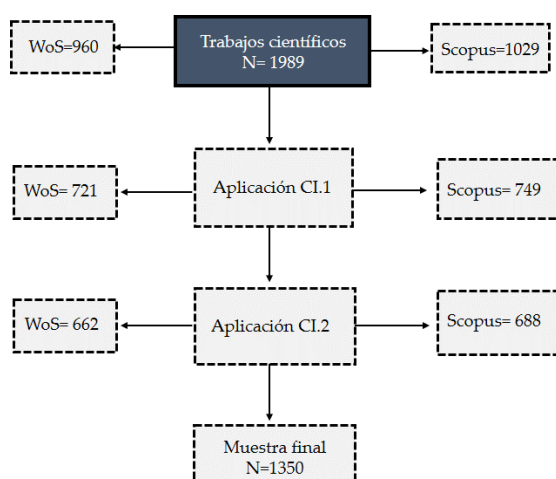 WoS=960
Trabajos científicos
N= 1989
Scopus=1029
WoS= 721
Aplicación CI.1
Scopus= 749
WoS= 662
Aplicación CI.2
Scopus= 688
Muestra final
N=1350